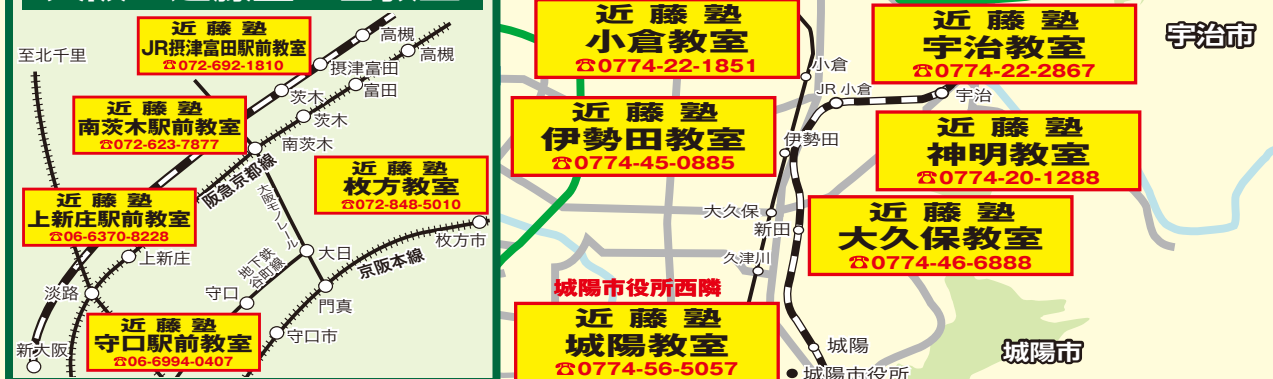 近藤塾
JR摂津富田駅前教室
☎072-692-1810
高槻
高槻
至北千里
摂津富田
富田
茨木
茨木
近藤塾
南茨木駅前教室
☎072-623-7877
南茨木
阪急京都線
近藤塾
枚方教室
☎072-848-5010
大阪モノレール
近藤塾
上新庄駅前教室
☎06-6370-8228
枚方市
上新庄
大日
京阪本線
地下鉄
谷町線
淡路
守口
門真
近藤塾
守口駅前教室
☎06-6994-0407
守口市
新大阪
近藤塾
小倉教室
☎0774-22-1851
近藤塾
宇治教室
☎0774-22-2867
宇治市
小倉
JR小倉
宇治
近藤塾
伊勢田教室
☎0774-45-0885
伊勢田
近藤塾
神明教室
☎0774-20-1288
大久保
新田
近藤塾
大久保教室
☎0774-46-6888
久津川
城陽市役所西隣
近藤塾
城陽教室
☎0774-56-5057
城陽
城陽市
城陽市役所